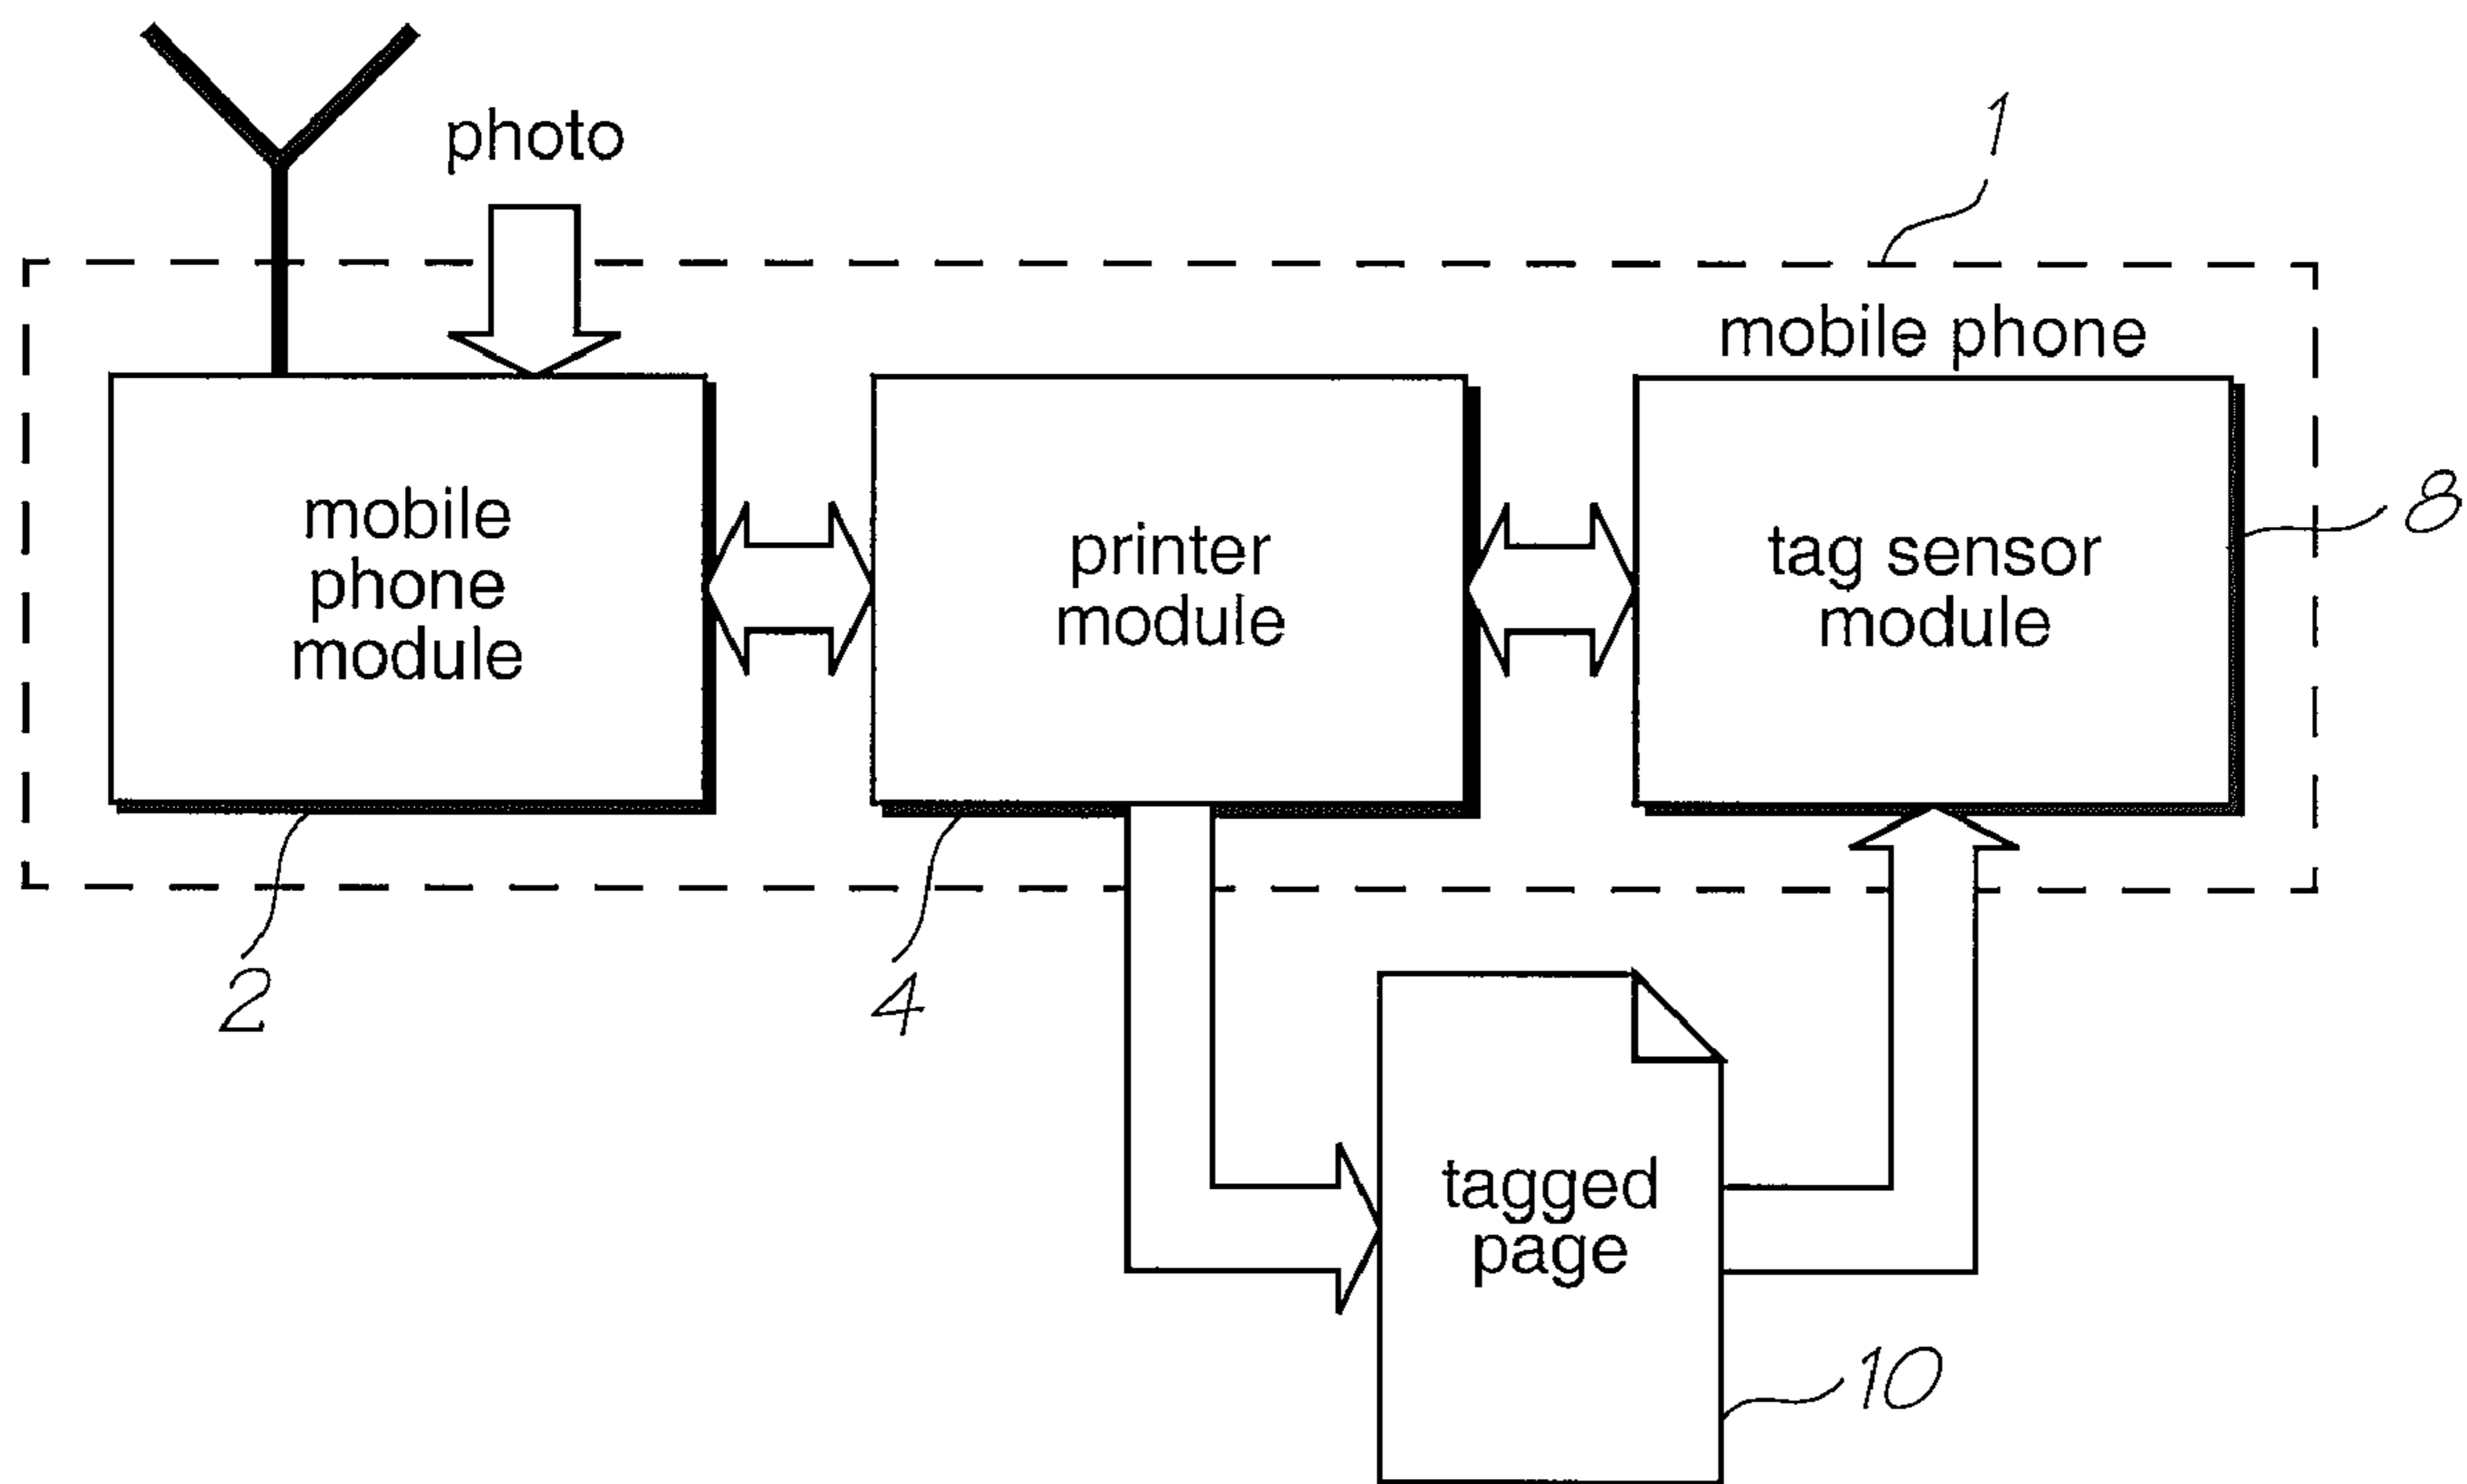 photo
1
mobile phone
mobile
phone
module
printer
module
tag sensor
module
8
2
4
tagged
page
10